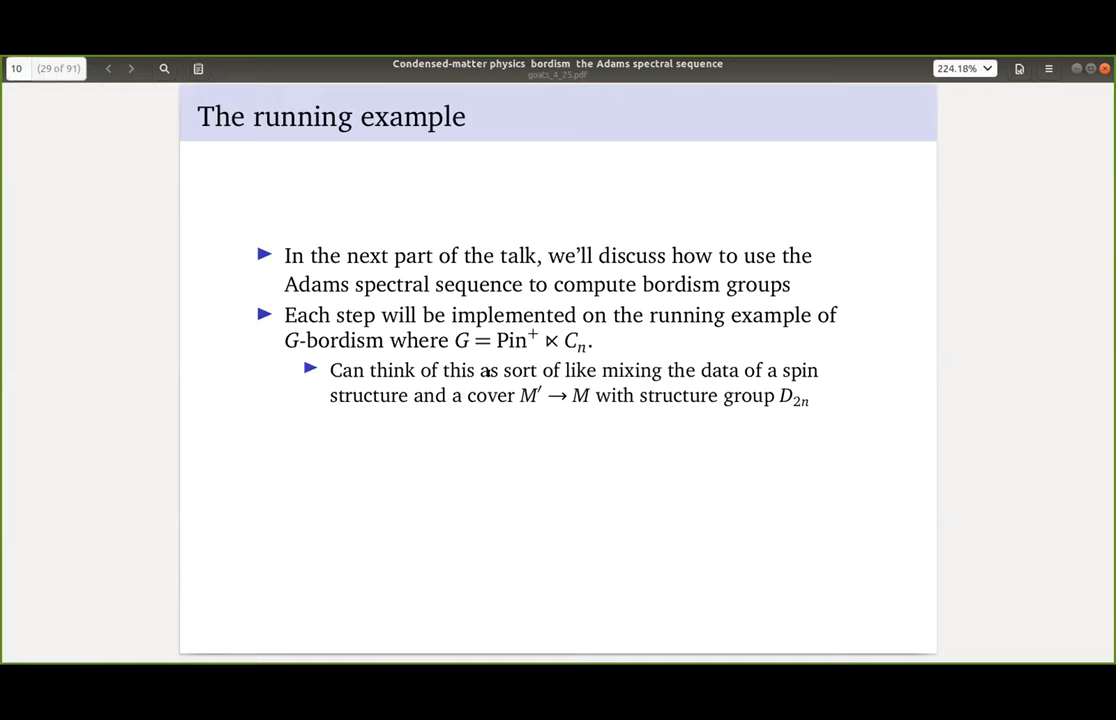 10 (29 of 91)
Condensed-matter physics bordism the Adams spectral sequence
goats_4_25.pdf
224.18%
The running example
In the next part of the talk, we'll discuss how to use the
Adams spectral sequence to compute bordism groups
Each step will be implemented on the running example of
G-bordism where G = Pin⁺ ⋉ Cₙ.
Can think of this as sort of like mixing the data of a spin
structure and a cover M′ → M with structure group D₂ₙ